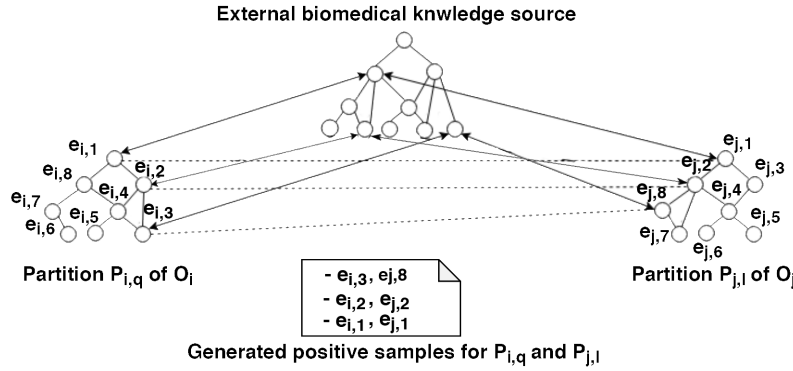 External biomedical knwledge source
e_i,1
e_j,1
e_i,8
e_i,2
e_j,2
e_j,3
e_i,7
e_i,4
e_j,8
e_j,4
e_i,6
e_i,5
e_i,3
e_j,7
e_j,5
e_j,6
Partition P_i,q of O_i
Partition P_j,l of O_j
- e_i,3, ej,8
- e_i,2, e_j,2
- e_i,1, e_j,1
Generated positive samples for P_i,q and P_j,l